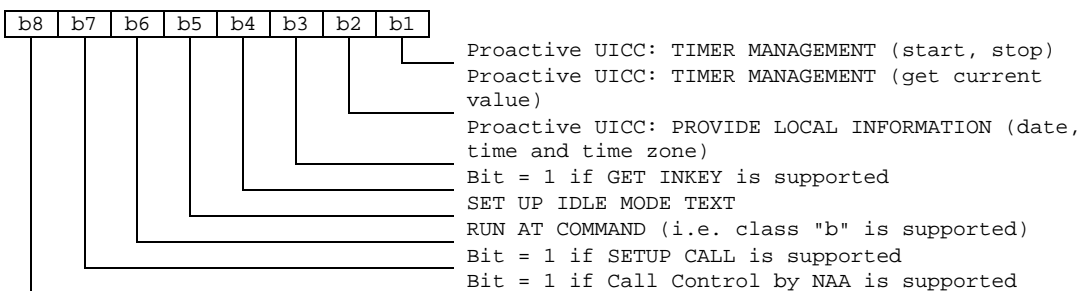 b8 b7 b6 b5 b4 b3 b2 b1
Proactive UICC: TIMER MANAGEMENT (start, stop)
Proactive UICC: TIMER MANAGEMENT (get current
value)
Proactive UICC: PROVIDE LOCAL INFORMATION (date,
time and time zone)
Bit = 1 if GET INKEY is supported
SET UP IDLE MODE TEXT
RUN AT COMMAND (i.e. class "b" is supported)
Bit = 1 if SETUP CALL is supported
Bit = 1 if Call Control by NAA is supported